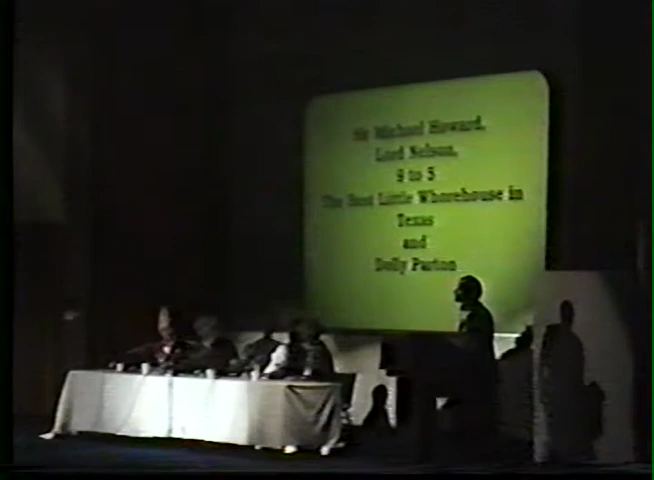 Sir Michael Howard,
Lord Nelson,
9 to 5
The Best Little Whorehouse in
Texas
and
Dolly Parton